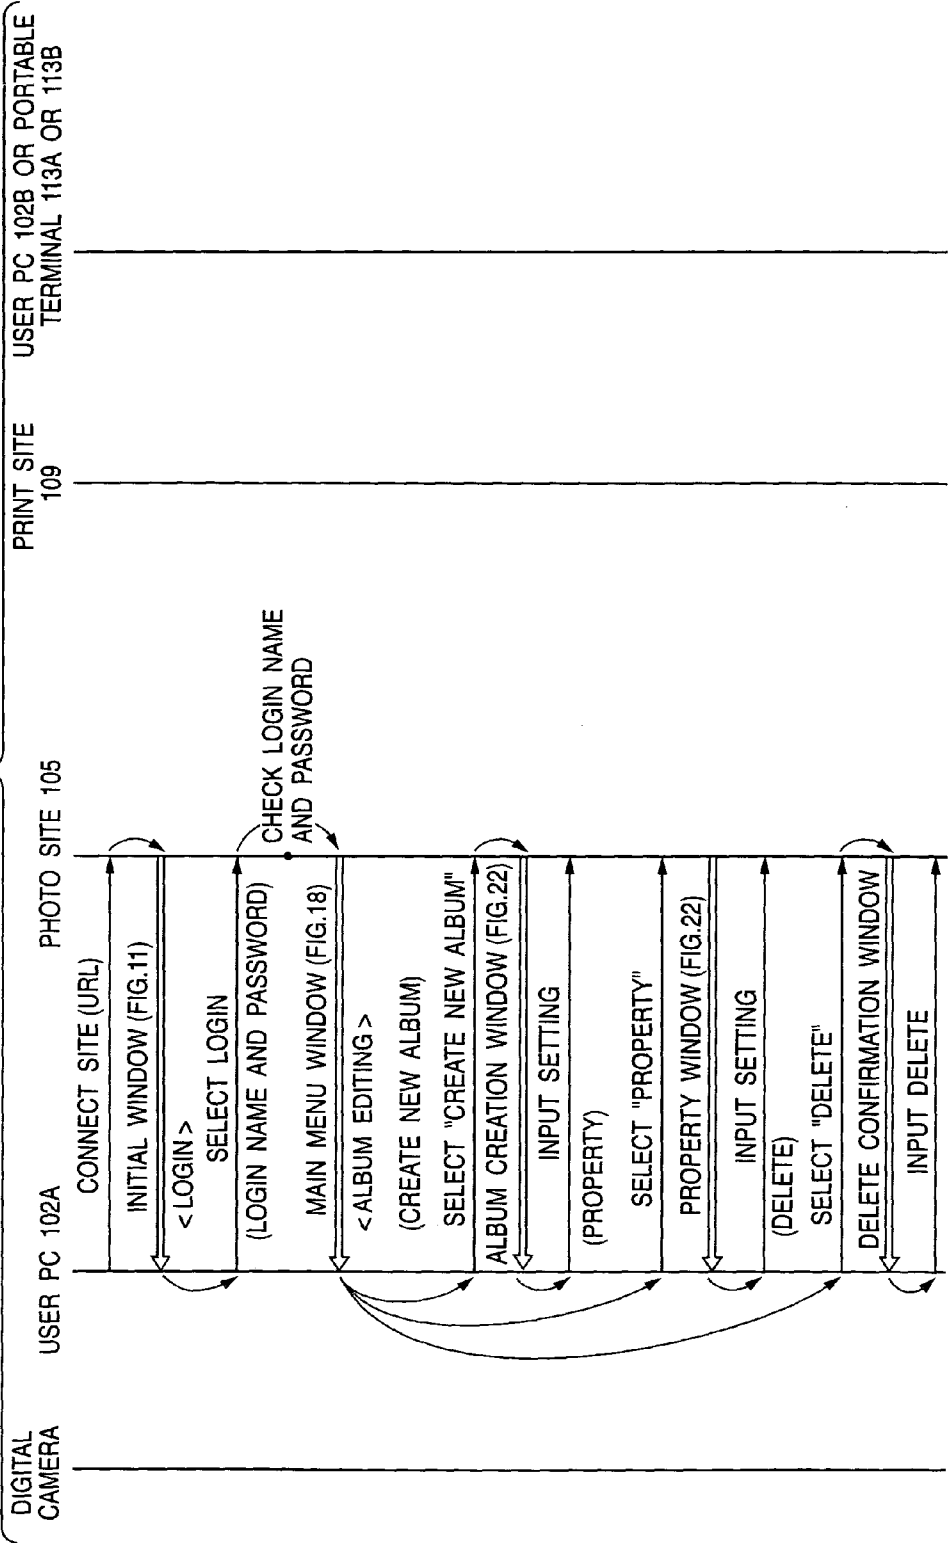 DIGITAL
CAMERA
USER PC 102A
PHOTO SITE 105
PRINT SITE
109
USER PC 102B OR PORTABLE
TERMINAL 113A OR 113B
CONNECT SITE (URL)
INITIAL WINDOW (FIG.11)
< LOGIN >
SELECT LOGIN
(LOGIN NAME AND PASSWORD)
CHECK LOGIN NAME
AND PASSWORD
MAIN MENU WINDOW (FIG.18)
< ALBUM EDITING >
(CREATE NEW ALBUM)
SELECT "CREATE NEW ALBUM"
ALBUM CREATION WINDOW (FIG.22)
INPUT SETTING
(PROPERTY)
SELECT "PROPERTY"
PROPERTY WINDOW (FIG.22)
INPUT SETTING
(DELETE)
SELECT "DELETE"
DELETE CONFIRMATION WINDOW
INPUT DELETE